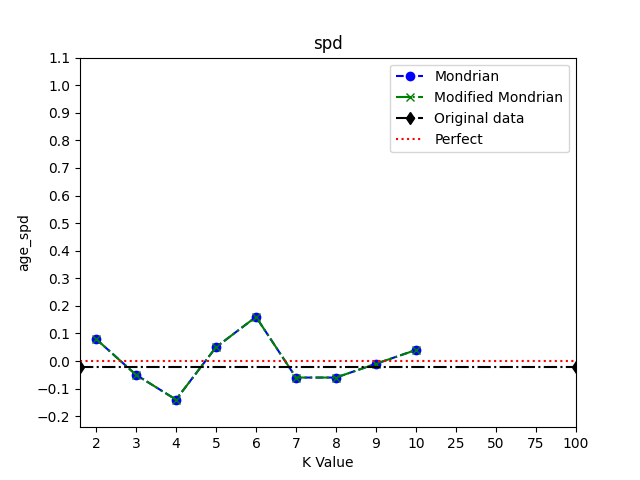 spd
1.1
1.0
0.9
0.8
0.7
0.6
0.5
0.4
0.3
0.2
0.1
0.0
−0.1
−0.2
age_spd
Mondrian
Modified Mondrian
Original data
Perfect
2 3 4 5 6 7 8 9 10 25 50 75 100
K Value